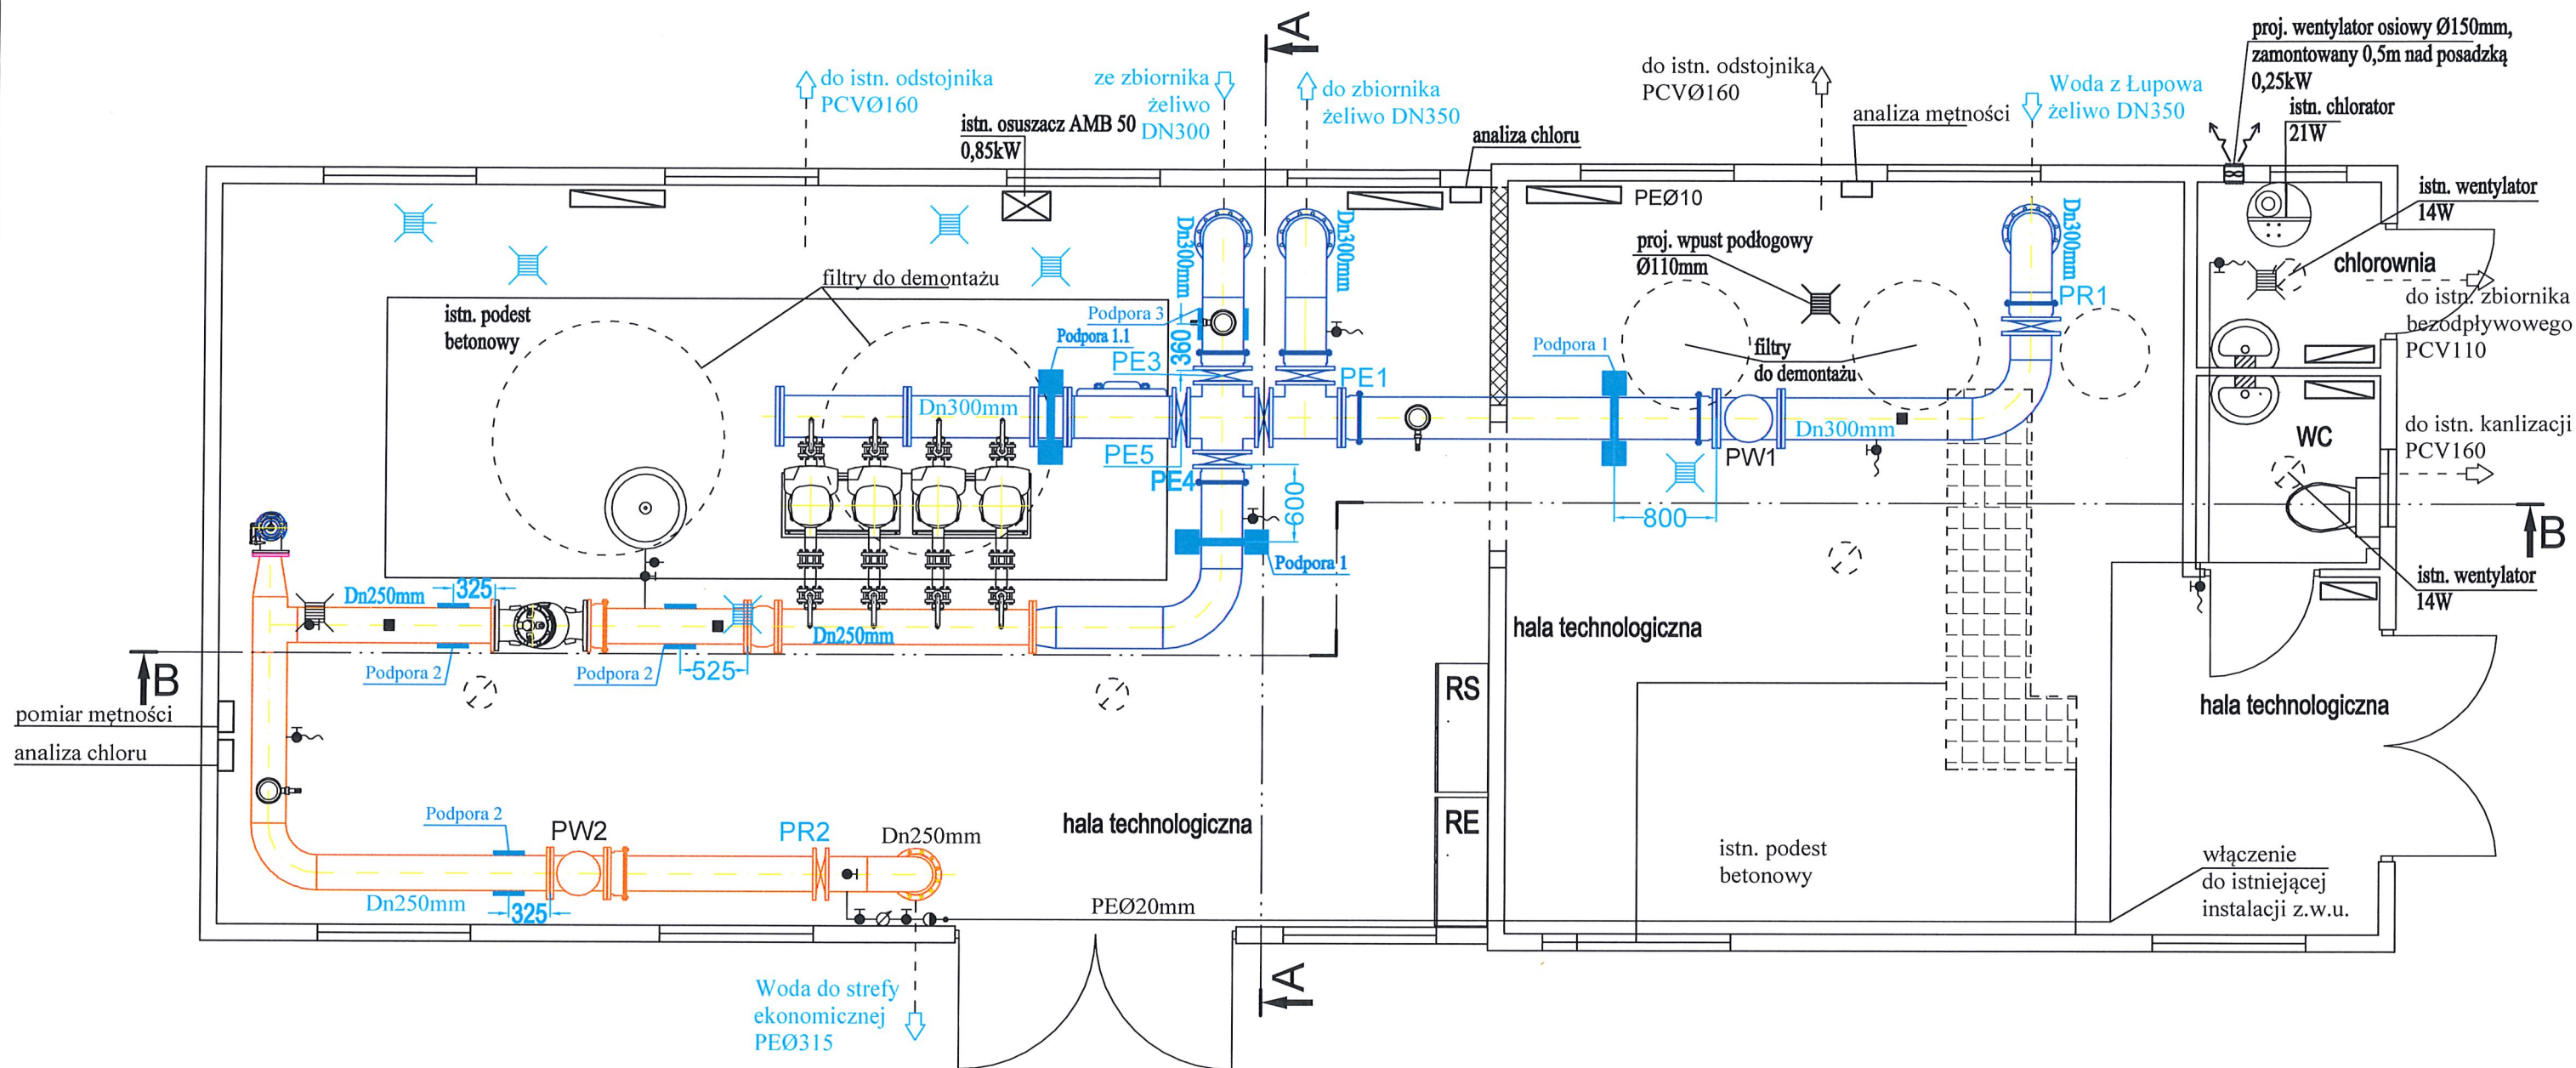 A
proj. wentylator osiowy Ø150mm,
zamontowany 0,5m nad posadzką
0,25kW
do istn. odstojnika
PCVØ160
ze zbiornika
żeliwo
DN300
do zbiornika
żeliwo DN350
do istn. odstojnika
PCVØ160
Woda z Łupowa
żeliwo DN350
istn. chlorator
21W
istn. osuszacz AMB 50
0,85kW
analiza chloru
analiza mętności
istn. wentylator
14W
PEØ10
Dn300mm
Dn300mm
Dn300mm
proj. wpust podłogowy
Ø110mm
chlorownia
filtry do demontażu
istn. podest
betonowy
Podpora 3
Podpora 1.1
360
PE3
PE1
PR1
do istn. zbiornika
bezodpływowego
PCV110
Podpora 1
filtry
do demontażu
Dn300mm
Dn300mm
PE5
PE4
PW1
WC
do istn. kanlizacji
PCV160
600
800
B
Podpora 1
istn. wentylator
14W
Dn250mm
325
Dn250mm
hala technologiczna
B
Podpora 2
Podpora 2
525
RS
hala technologiczna
pomiar mętności
analiza chloru
Podpora 2
PW2
PR2
Dn250mm
hala technologiczna
RE
istn. podest
betonowy
włączenie
do istniejącej
instalacji z.w.u.
Dn250mm
325
PEØ20mm
A
Woda do strefy
ekonomicznej
PEØ315